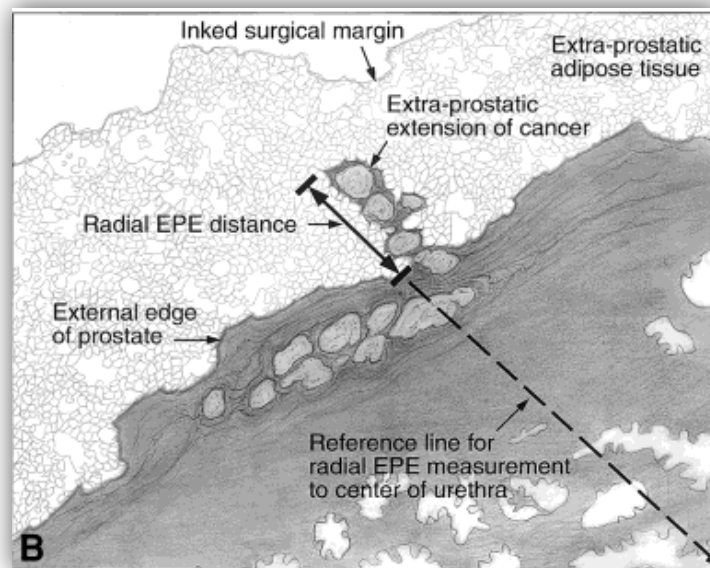 Inked surgical margin
Extra-prostatic
adipose tissue
Extra-prostatic
extension of cancer
Radial EPE distance
External edge
of prostate
Reference line for
radial EPE measurement
to center of urethra
B